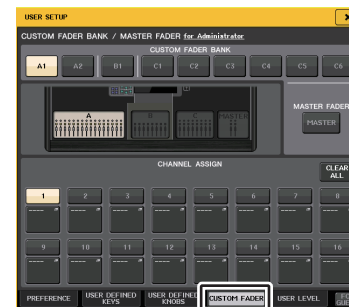 USER SETUP
CUSTOM FADER BANK / MASTER FADER for Administrator
CUSTOM FADER BANK
A1 A2 B1 C1 C2 C3 C4 C5 C6
A B C MASTER
MASTER FADER
MASTER
CHANNEL ASSIGN
CLEAR ALL
1 2 3 4 5 6 7 8
---- ---- ---- ---- ---- ---- ---- ----
9 10 11 12 13 14 15 16
---- ---- ---- ---- ---- ---- ---- ----
PREFERENCE USER DEFINED KEYS USER DEFINED KNOBS CUSTOM FADER USER LEVEL